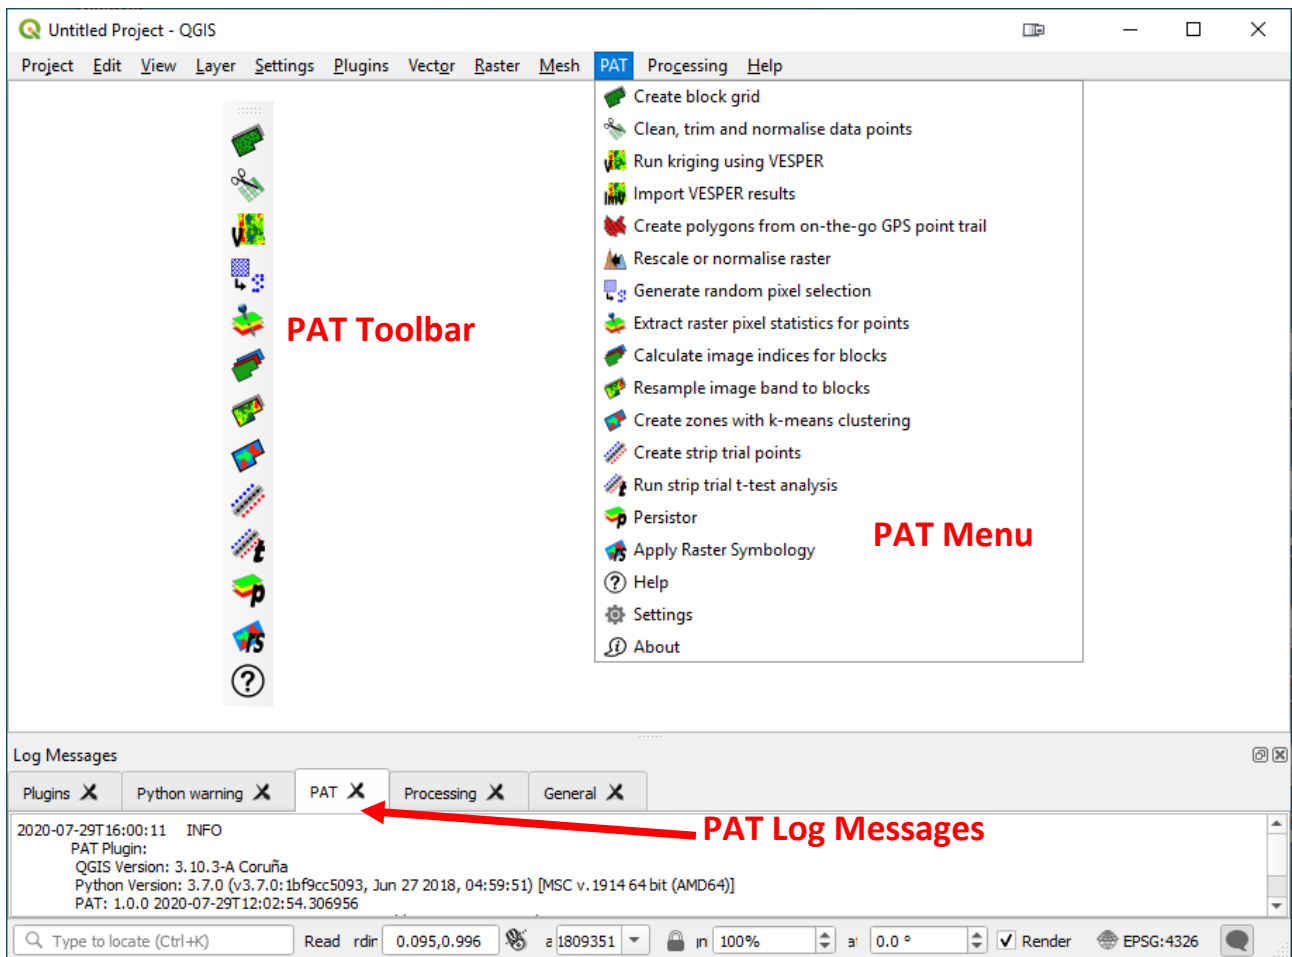 Untitled Project - QGIS
Project Edit View Layer Settings Plugins Vector Raster Mesh PAT Processing Help
Create block grid
Clean, trim and normalise data points
Run kriging using VESPER
Import VESPER results
Create polygons from on-the-go GPS point trail
Rescale or normalise raster
Generate random pixel selection
Extract raster pixel statistics for points
Calculate image indices for blocks
Resample image band to blocks
Create zones with k-means clustering
Create strip trial points
Run strip trial t-test analysis
Persistor
Apply Raster Symbology
Help
Settings
About
PAT Toolbar
PAT Menu
Log Messages
Plugins Python warning PAT Processing General
PAT Log Messages
2020-07-29T16:00:11 INFO
PAT Plugin:
QGIS Version: 3.10.3-A Coruña
Python Version: 3.7.0 (v3.7.0:1bf9cc5093, Jun 27 2018, 04:59:51) [MSC v.1914 64 bit (AMD64)]
PAT: 1.0.0 2020-07-29T12:02:54.306956
Type to locate (Ctrl+K) Read rdir 0.095,0.996 a 1809351 100% 0.0 ° Render EPSG:4326